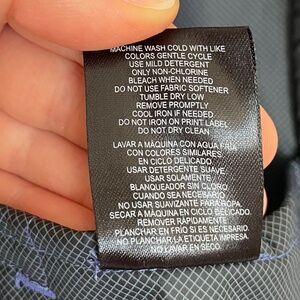 MACHINE WASH COLD WITH LIKE
COLORS GENTLE CYCLE
USE MILD DETERGENT
ONLY NON-CHLORINE
BLEACH WHEN NEEDED
DO NOT USE FABRIC SOFTENER
TUMBLE DRY LOW
REMOVE PROMPTLY
COOL IRON IF NEEDED
DO NOT IRON ON PRINT LABEL
DO NOT DRY CLEAN
LAVAR A MÁQUINA CON AGUA FRÍA
CON COLORES SIMILARES
EN CICLO DELICADO.
USAR DETERGENTE SUAVE.
USAR SOLAMENTE
BLANQUEADOR SIN CLORO
CUANDO SEA NECESARIO.
NO USAR SUAVIZANTE PARA ROPA.
SECAR A MÁQUINA EN CICLO DELICADO.
REMOVER RÁPIDAMENTE.
PLANCHAR EN FRÍO SI ES NECESARIO.
NO PLANCHAR LA ETIQUETA IMPRESA.
NO LAVAR EN SECO.